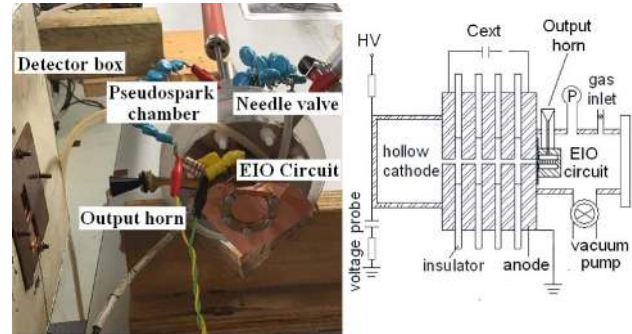 Detector box
Pseudospark
chamber
Needle valve
EIO Circuit
Output horn
HV
Cext
Output
horn
P
gas
inlet
hollow
cathode
EIO
circuit
voltage probe
insulator
anode
vacuum
pump